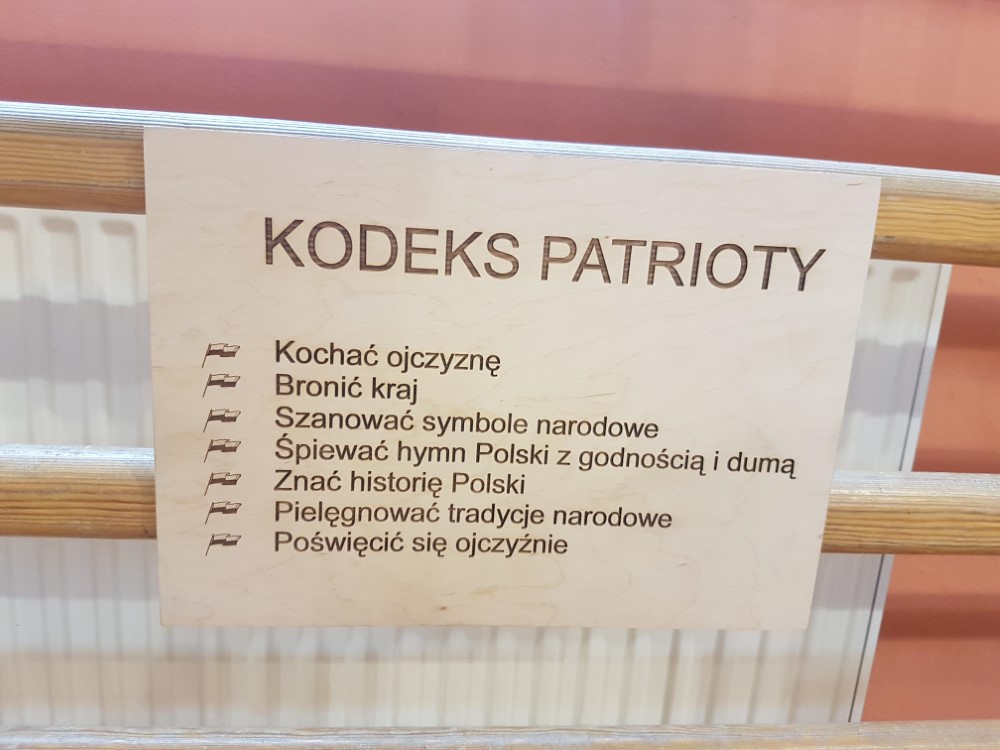 KODEKS PATRIOTY
Kochać ojczyznę
Bronić kraj
Szanować symbole narodowe
Śpiewać hymn Polski z godnością i dumą
Znać historię Polski
Pielęgnować tradycje narodowe
Poświęcić się ojczyźnie